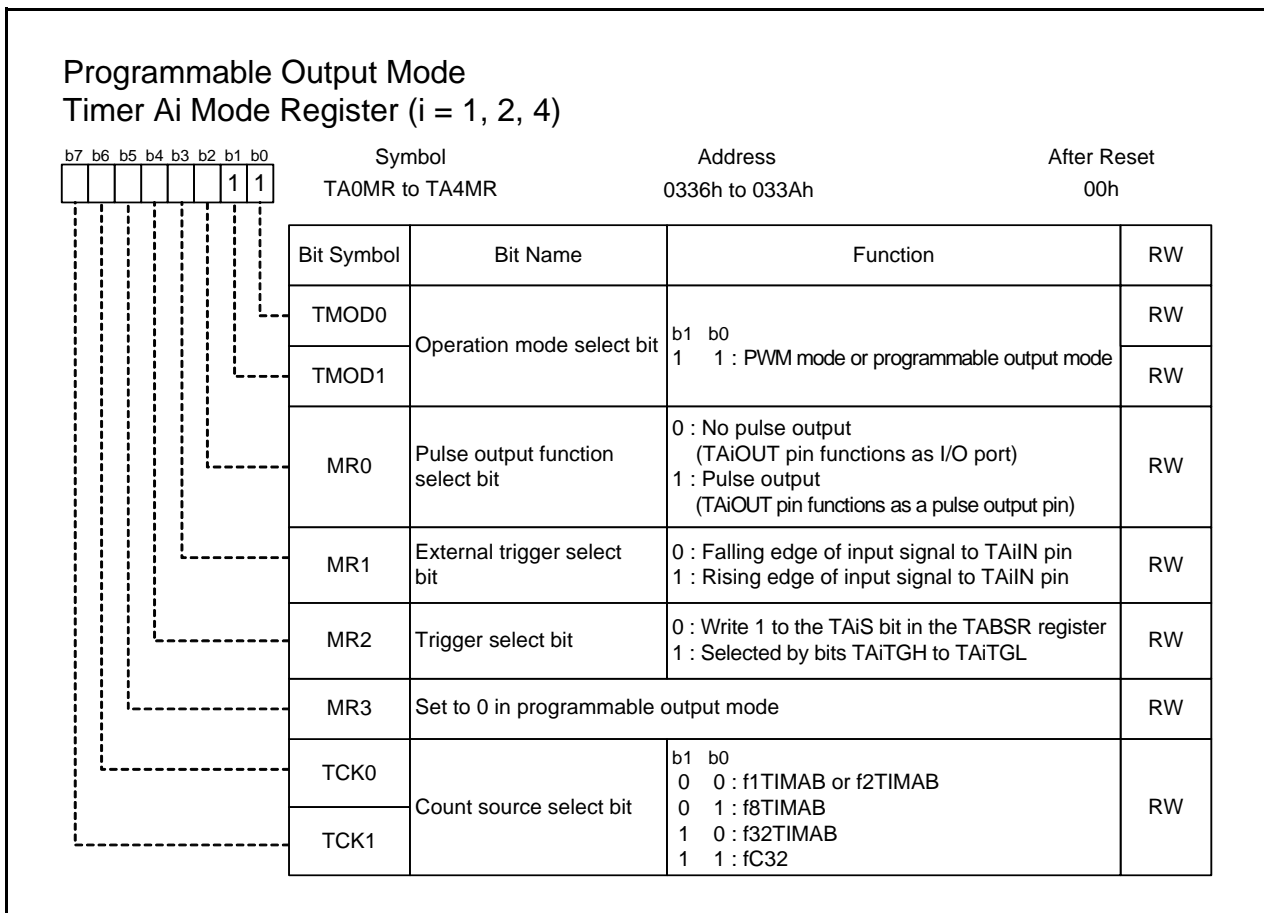 Programmable Output Mode
Timer Ai Mode Register (i = 1, 2, 4)
b7 b6 b5 b4 b3 b2 b1 b0
1 1
Symbol Address After Reset
TA0MR to TA4MR 0336h to 033Ah 00h
Bit Symbol Bit Name Function RW
TMOD0 RW
Operation mode select bit
b1 b0
1 1 : PWM mode or programmable output mode
TMOD1 RW
MR0
Pulse output function
select bit
0 : No pulse output
(TAiOUT pin functions as I/O port)
1 : Pulse output
(TAiOUT pin functions as a pulse output pin)
RW
MR1
External trigger select
bit
0 : Falling edge of input signal to TAiIN pin
1 : Rising edge of input signal to TAiIN pin
RW
MR2
Trigger select bit
0 : Write 1 to the TAiS bit in the TABSR register
1 : Selected by bits TAiTGH to TAiTGL
RW
MR3 Set to 0 in programmable output mode RW
TCK0
TCK1
Count source select bit
b1 b0
0 0 : f1TIMAB or f2TIMAB
0 1 : f8TIMAB
1 0 : f32TIMAB
1 1 : fC32
RW